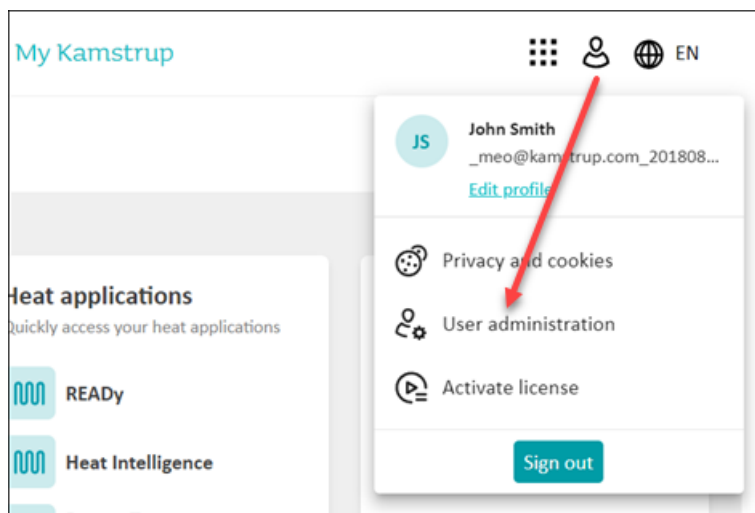 My Kamstrup
EN
JS
John Smith
_meo@kamstrup.com_201808...
Edit profile
Privacy and cookies
User administration
Activate license
Sign out
Heat applications
Quickly access your heat applications
READy
Heat Intelligence